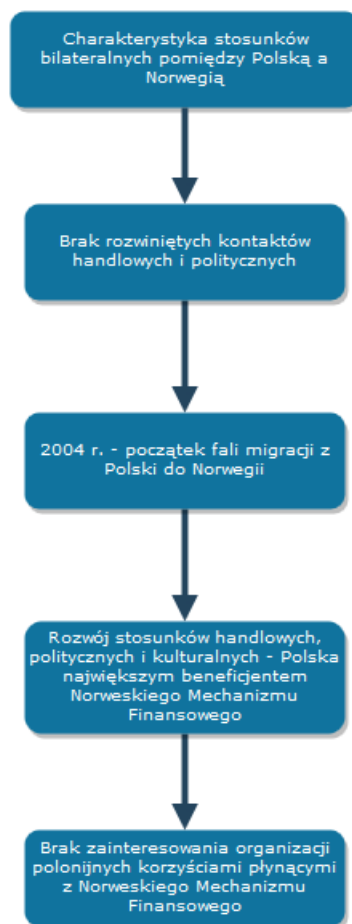 Charakterystyka stosunków
bilateralnych pomiędzy Polską a
Norwegią
Brak rozwiniętych kontaktów
handlowych i politycznych
2004 r. - początek fali migracji z
Polski do Norwegii
Rozwój stosunków handlowych,
politycznych i kulturalnych - Polska
największym beneficjentem
Norweskiego Mechanizmu
Finansowego
Brak zainteresowania organizacji
polonijnych korzyściami płynącymi
z Norweskiego Mechanizmu
Finansowego